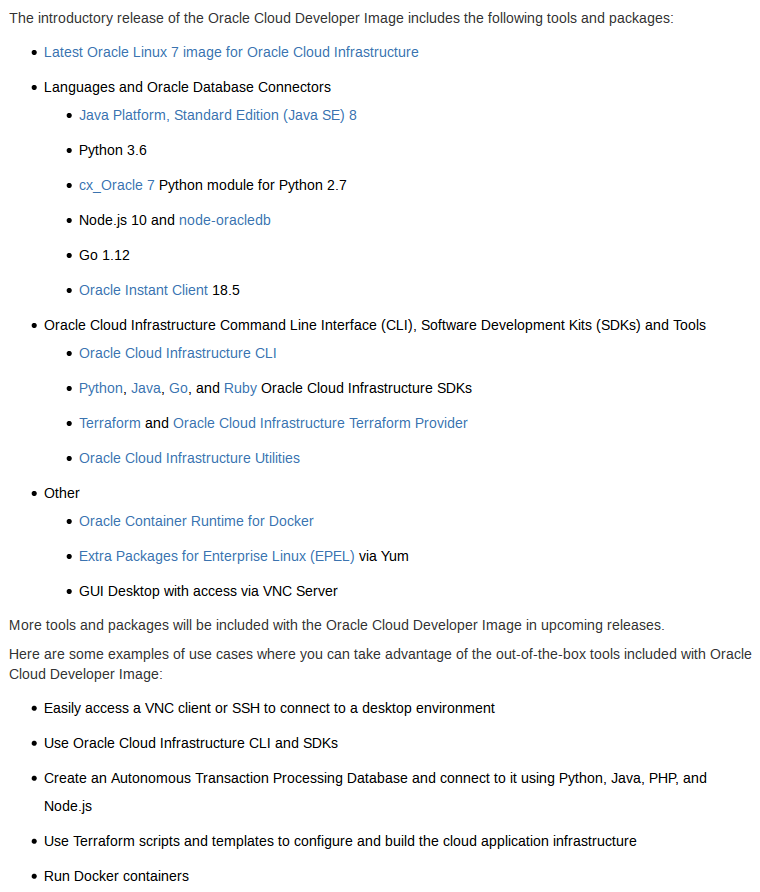 The introductory release of the Oracle Cloud Developer Image includes the following tools and packages:
• Latest Oracle Linux 7 image for Oracle Cloud Infrastructure
• Languages and Oracle Database Connectors
• Java Platform, Standard Edition (Java SE) 8
• Python 3.6
• cx_Oracle 7 Python module for Python 2.7
• Node.js 10 and node-oracledb
• Go 1.12
• Oracle Instant Client 18.5
• Oracle Cloud Infrastructure Command Line Interface (CLI), Software Development Kits (SDKs) and Tools
• Oracle Cloud Infrastructure CLI
• Python, Java, Go, and Ruby Oracle Cloud Infrastructure SDKs
• Terraform and Oracle Cloud Infrastructure Terraform Provider
• Oracle Cloud Infrastructure Utilities
• Other
• Oracle Container Runtime for Docker
• Extra Packages for Enterprise Linux (EPEL) via Yum
• GUI Desktop with access via VNC Server
More tools and packages will be included with the Oracle Cloud Developer Image in upcoming releases.
Here are some examples of use cases where you can take advantage of the out-of-the-box tools included with Oracle
Cloud Developer Image:
• Easily access a VNC client or SSH to connect to a desktop environment
• Use Oracle Cloud Infrastructure CLI and SDKs
• Create an Autonomous Transaction Processing Database and connect to it using Python, Java, PHP, and
Node.js
• Use Terraform scripts and templates to configure and build the cloud application infrastructure
• Run Docker containers